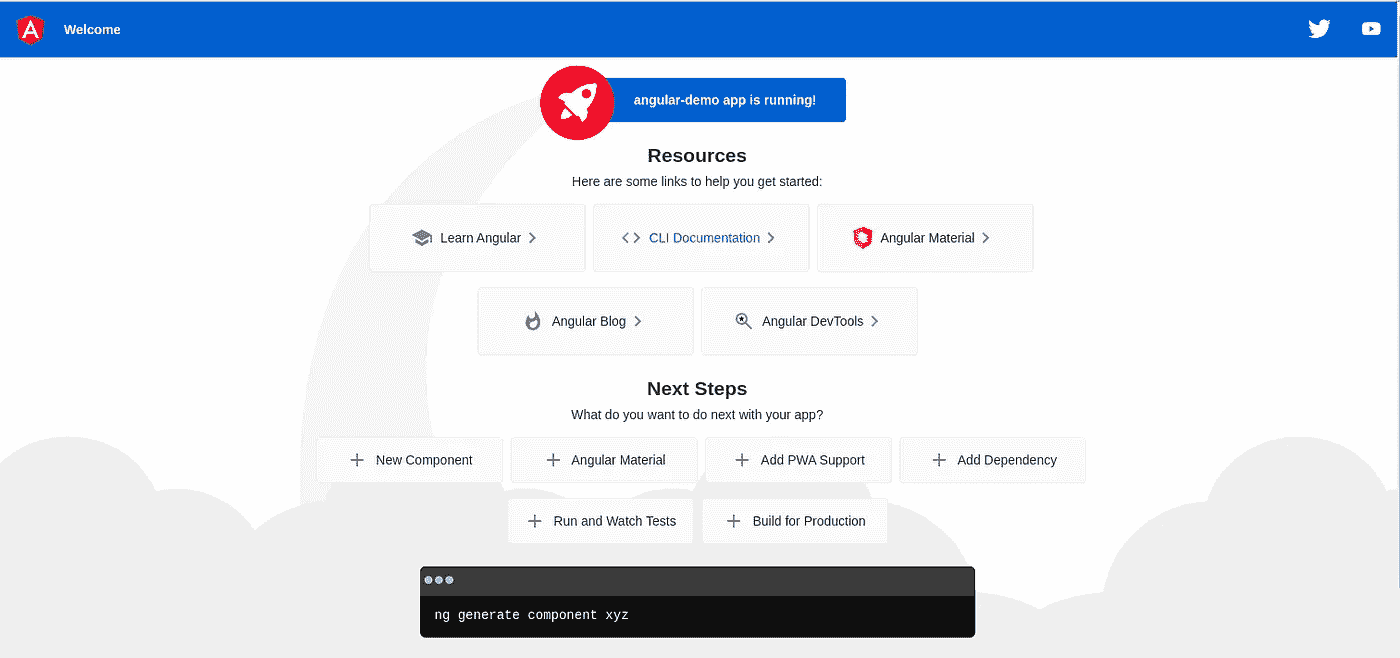 Welcome
angular-demo app is running!
Resources
Here are some links to help you get started:
Learn Angular
CLI Documentation
Angular Material
Angular Blog
Angular DevTools
Next Steps
What do you want to do next with your app?
New Component
Angular Material
Add PWA Support
Add Dependency
Run and Watch Tests
Build for Production
ng generate component xyz